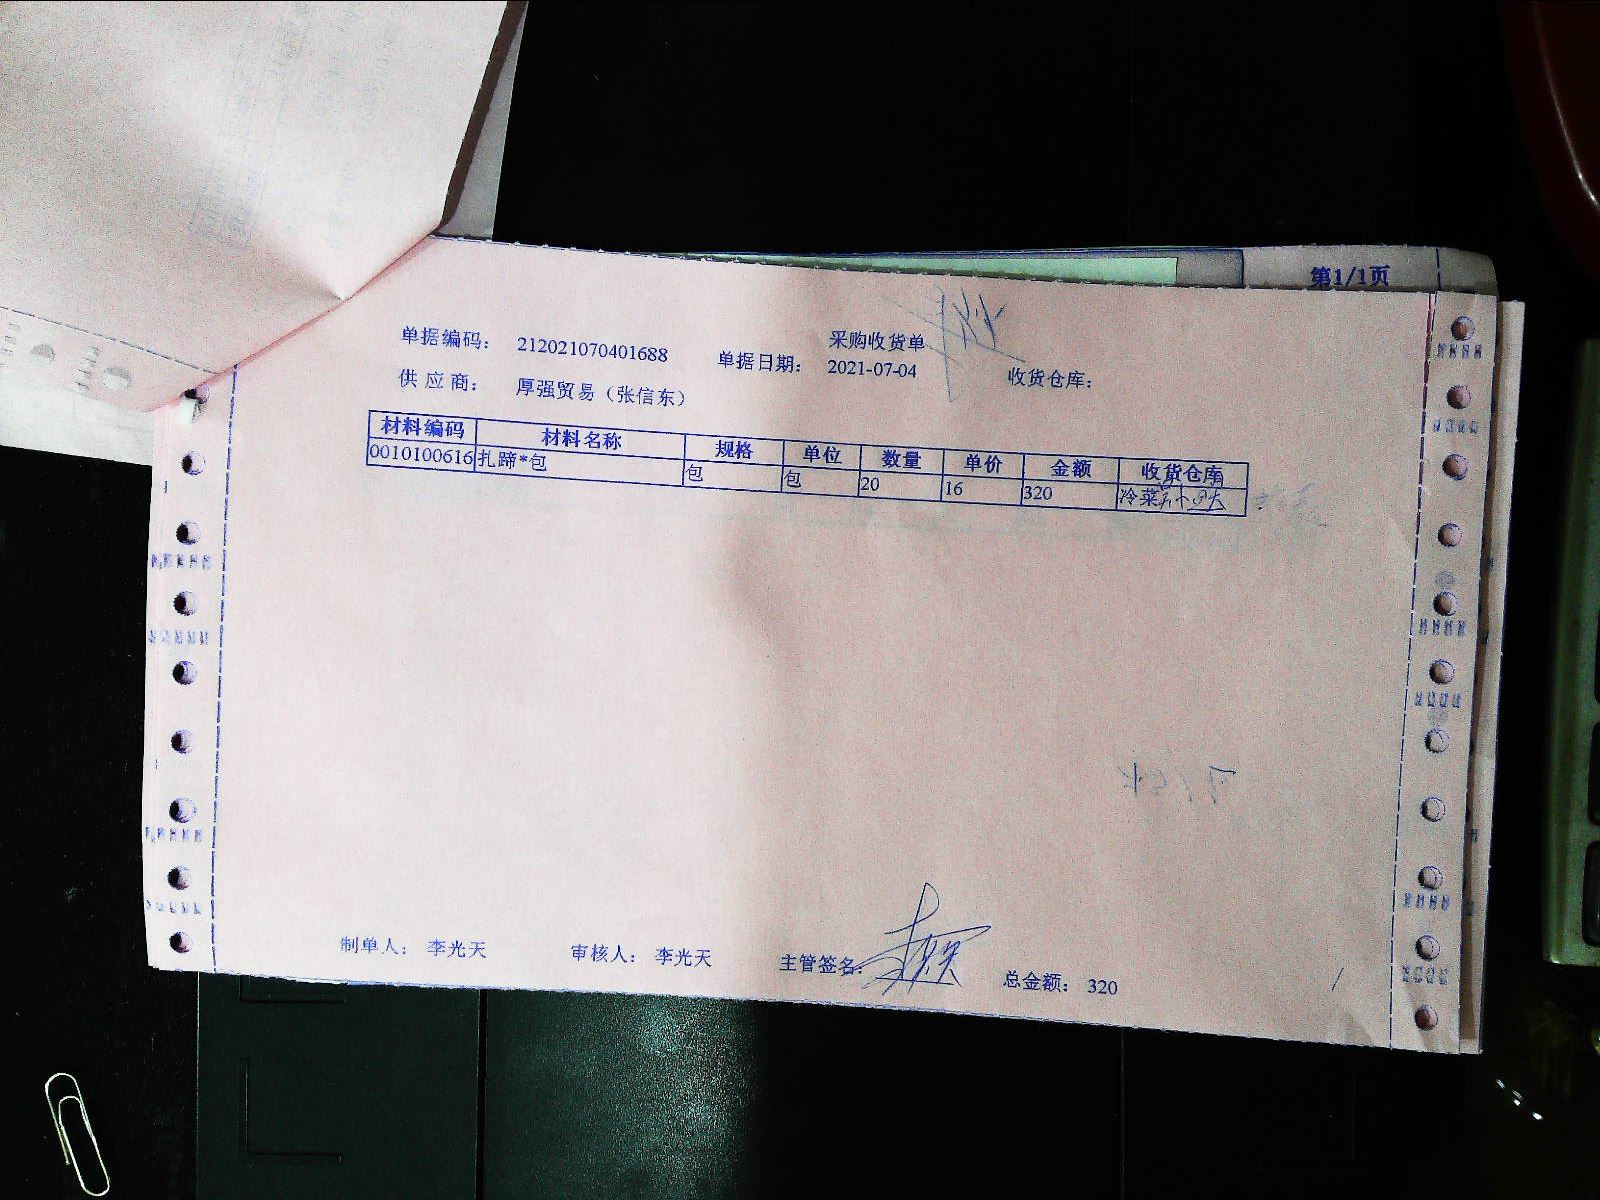 第1/1页
采购收货单
单据编码： 212021070401688 单据日期： 2021-07-04 收货仓库：
供应商： 厚强贸易（张信东）
材料编码 材料名称 规格 单位 数量 单价 金额 收货仓库
0010100616 扎蹄*包 包 包 20 16 320 冷菜
制单人： 李光天 审核人： 李光天 主管签名： 总金额： 320